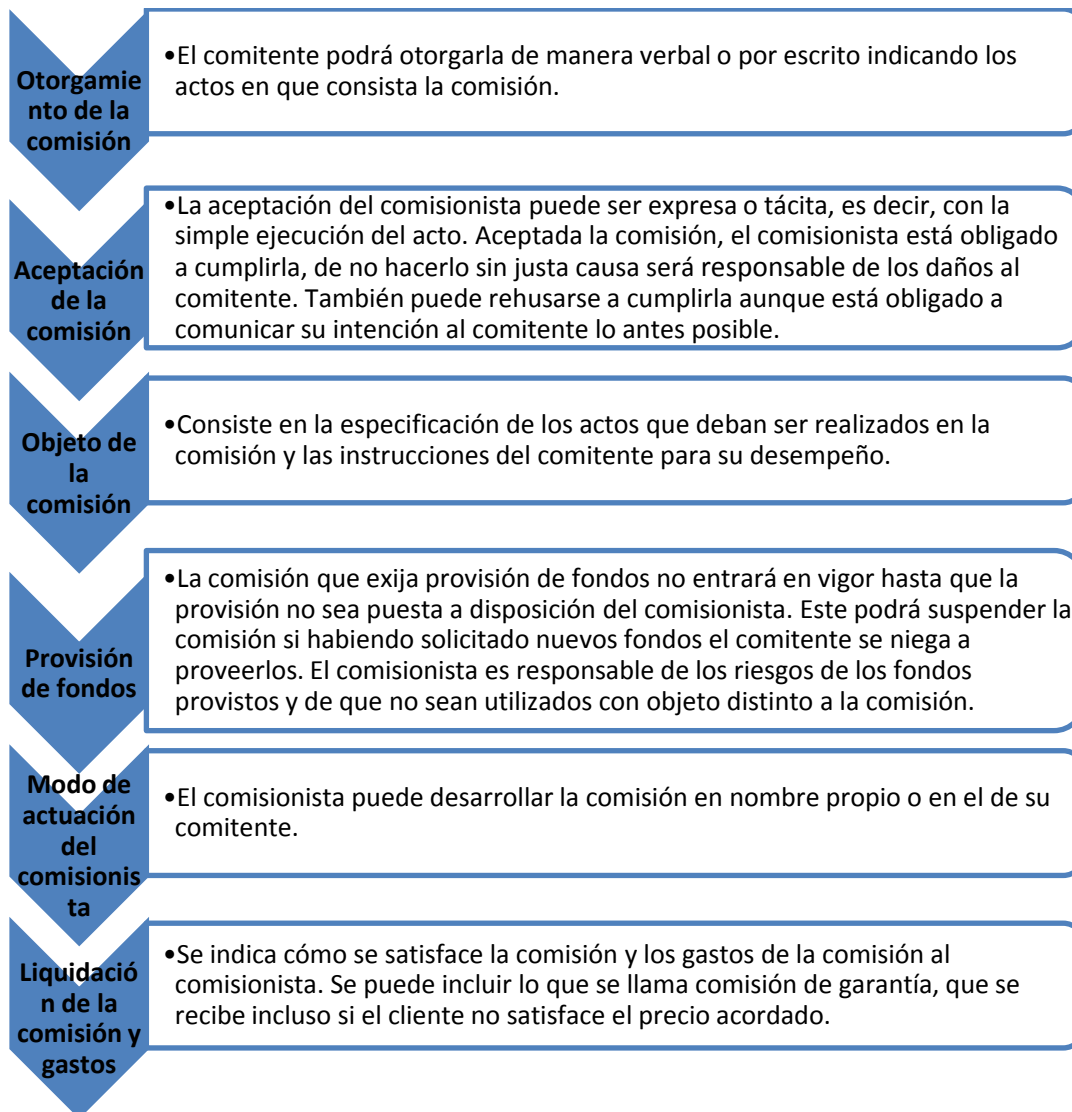 Otorgamie
nto de la
comisión
•El comitente podrá otorgarla de manera verbal o por escrito indicando los
actos en que consista la comisión.
Aceptación
de la
comisión
•La aceptación del comisionista puede ser expresa o tácita, es decir, con la
simple ejecución del acto. Aceptada la comisión, el comisionista está obligado
a cumplirla, de no hacerlo sin justa causa será responsable de los daños al
comitente. También puede rehusarse a cumplirla aunque está obligado a
comunicar su intención al comitente lo antes posible.
Objeto de
la
comisión
•Consiste en la especificación de los actos que deban ser realizados en la
comisión y las instrucciones del comitente para su desempeño.
Provisión
de fondos
•La comisión que exija provisión de fondos no entrará en vigor hasta que la
provisión no sea puesta a disposición del comisionista. Este podrá suspender la
comisión si habiendo solicitado nuevos fondos el comitente se niega a
proveerlos. El comisionista es responsable de los riesgos de los fondos
provistos y de que no sean utilizados con objeto distinto a la comisión.
Modo de
actuación
del
comisionis
ta
•El comisionista puede desarrollar la comisión en nombre propio o en el de su
comitente.
Liquidació
n de la
comisión y
gastos
•Se indica cómo se satisface la comisión y los gastos de la comisión al
comisionista. Se puede incluir lo que se llama comisión de garantía, que se
recibe incluso si el cliente no satisface el precio acordado.